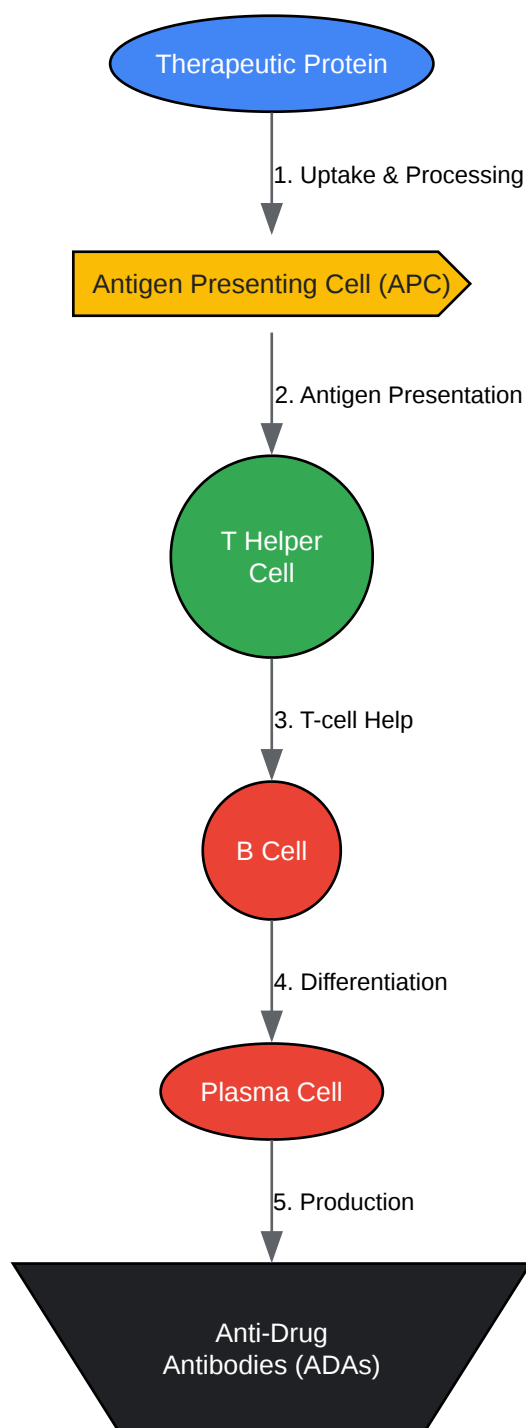 Therapeutic Protein
1. Uptake & Processing
Antigen Presenting Cell (APC)
2. Antigen Presentation
T Helper
Cell
3. T-cell Help
B Cell
4. Differentiation
Plasma Cell
5. Production
Anti-Drug
Antibodies (ADAs)